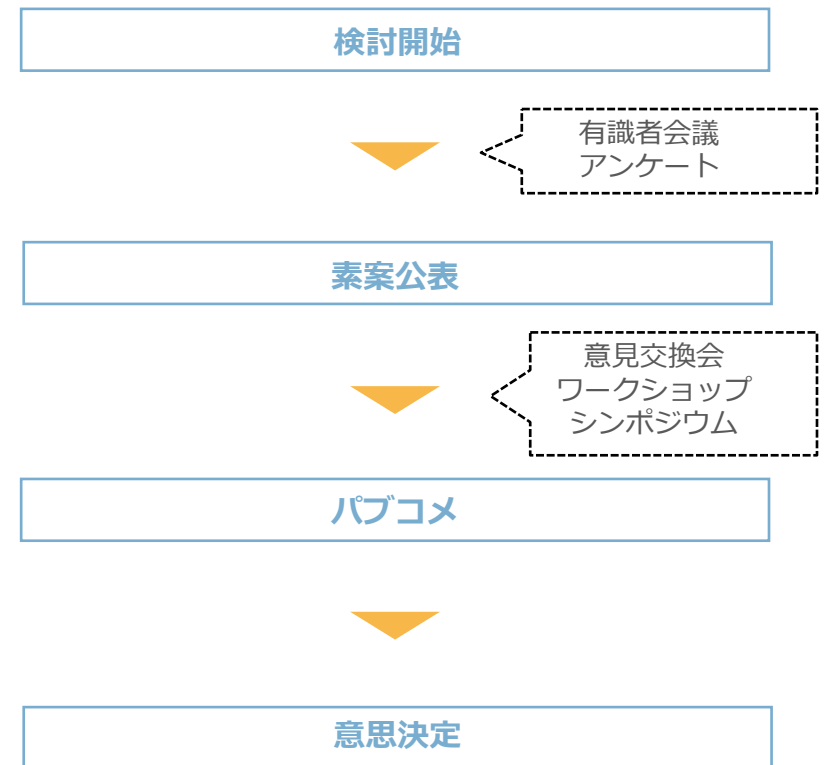 検討開始
有識者会議
アンケート
素案公表
意見交換会
ワークショップ
シンポジウム
パブコメ
意思決定